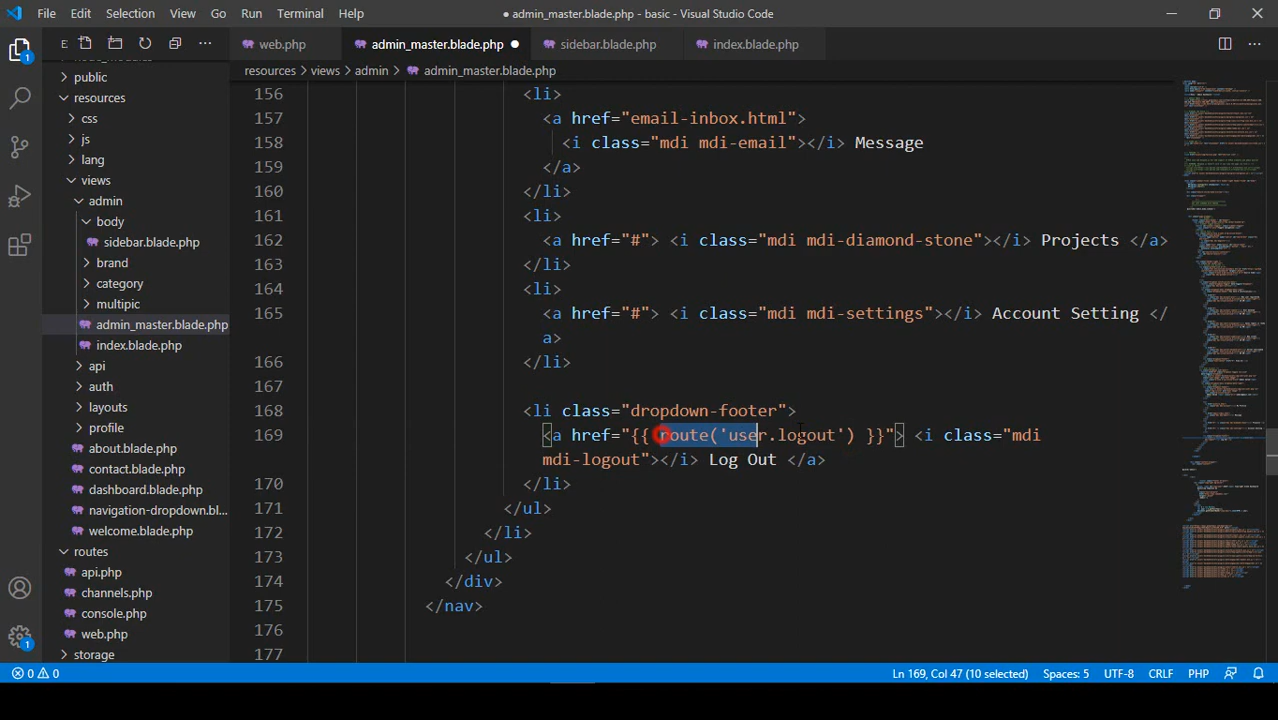 File Edit Selection View Go Run Terminal Help ● admin_master.blade.php - basic - Visual Studio Code
E web.php admin_master.blade.php ● sidebar.blade.php index.blade.php
resources > views > admin > admin_master.blade.php
public
resources
css
js
lang
views
admin
body
sidebar.blade.php
brand
category
multipic
admin_master.blade.php
index.blade.php
api
auth
layouts
profile
about.blade.php
contact.blade.php
dashboard.blade.php
navigation-dropdown.bl...
welcome.blade.php
routes
api.php
channels.php
console.php
web.php
storage
156 <li>
157 <a href="email-inbox.html">
158 <i class="mdi mdi-email"></i> Message
159 </a>
160 </li>
161 <li>
162 <a href="#"> <i class="mdi mdi-diamond-stone"></i> Projects </a>
163 </li>
164 <li>
165 <a href="#"> <i class="mdi mdi-settings"></i> Account Setting </
a>
166 </li>
167
168 <li class="dropdown-footer">
169 <a href="{{ route('user.logout') }}"> <i class="mdi
mdi-logout"></i> Log Out </a>
170 </li>
171 </ul>
172 </li>
173 </ul>
174 </div>
175 </nav>
176
177
1
1
0 0 Ln 169, Col 47 (10 selected) Spaces: 5 UTF-8 CRLF PHP